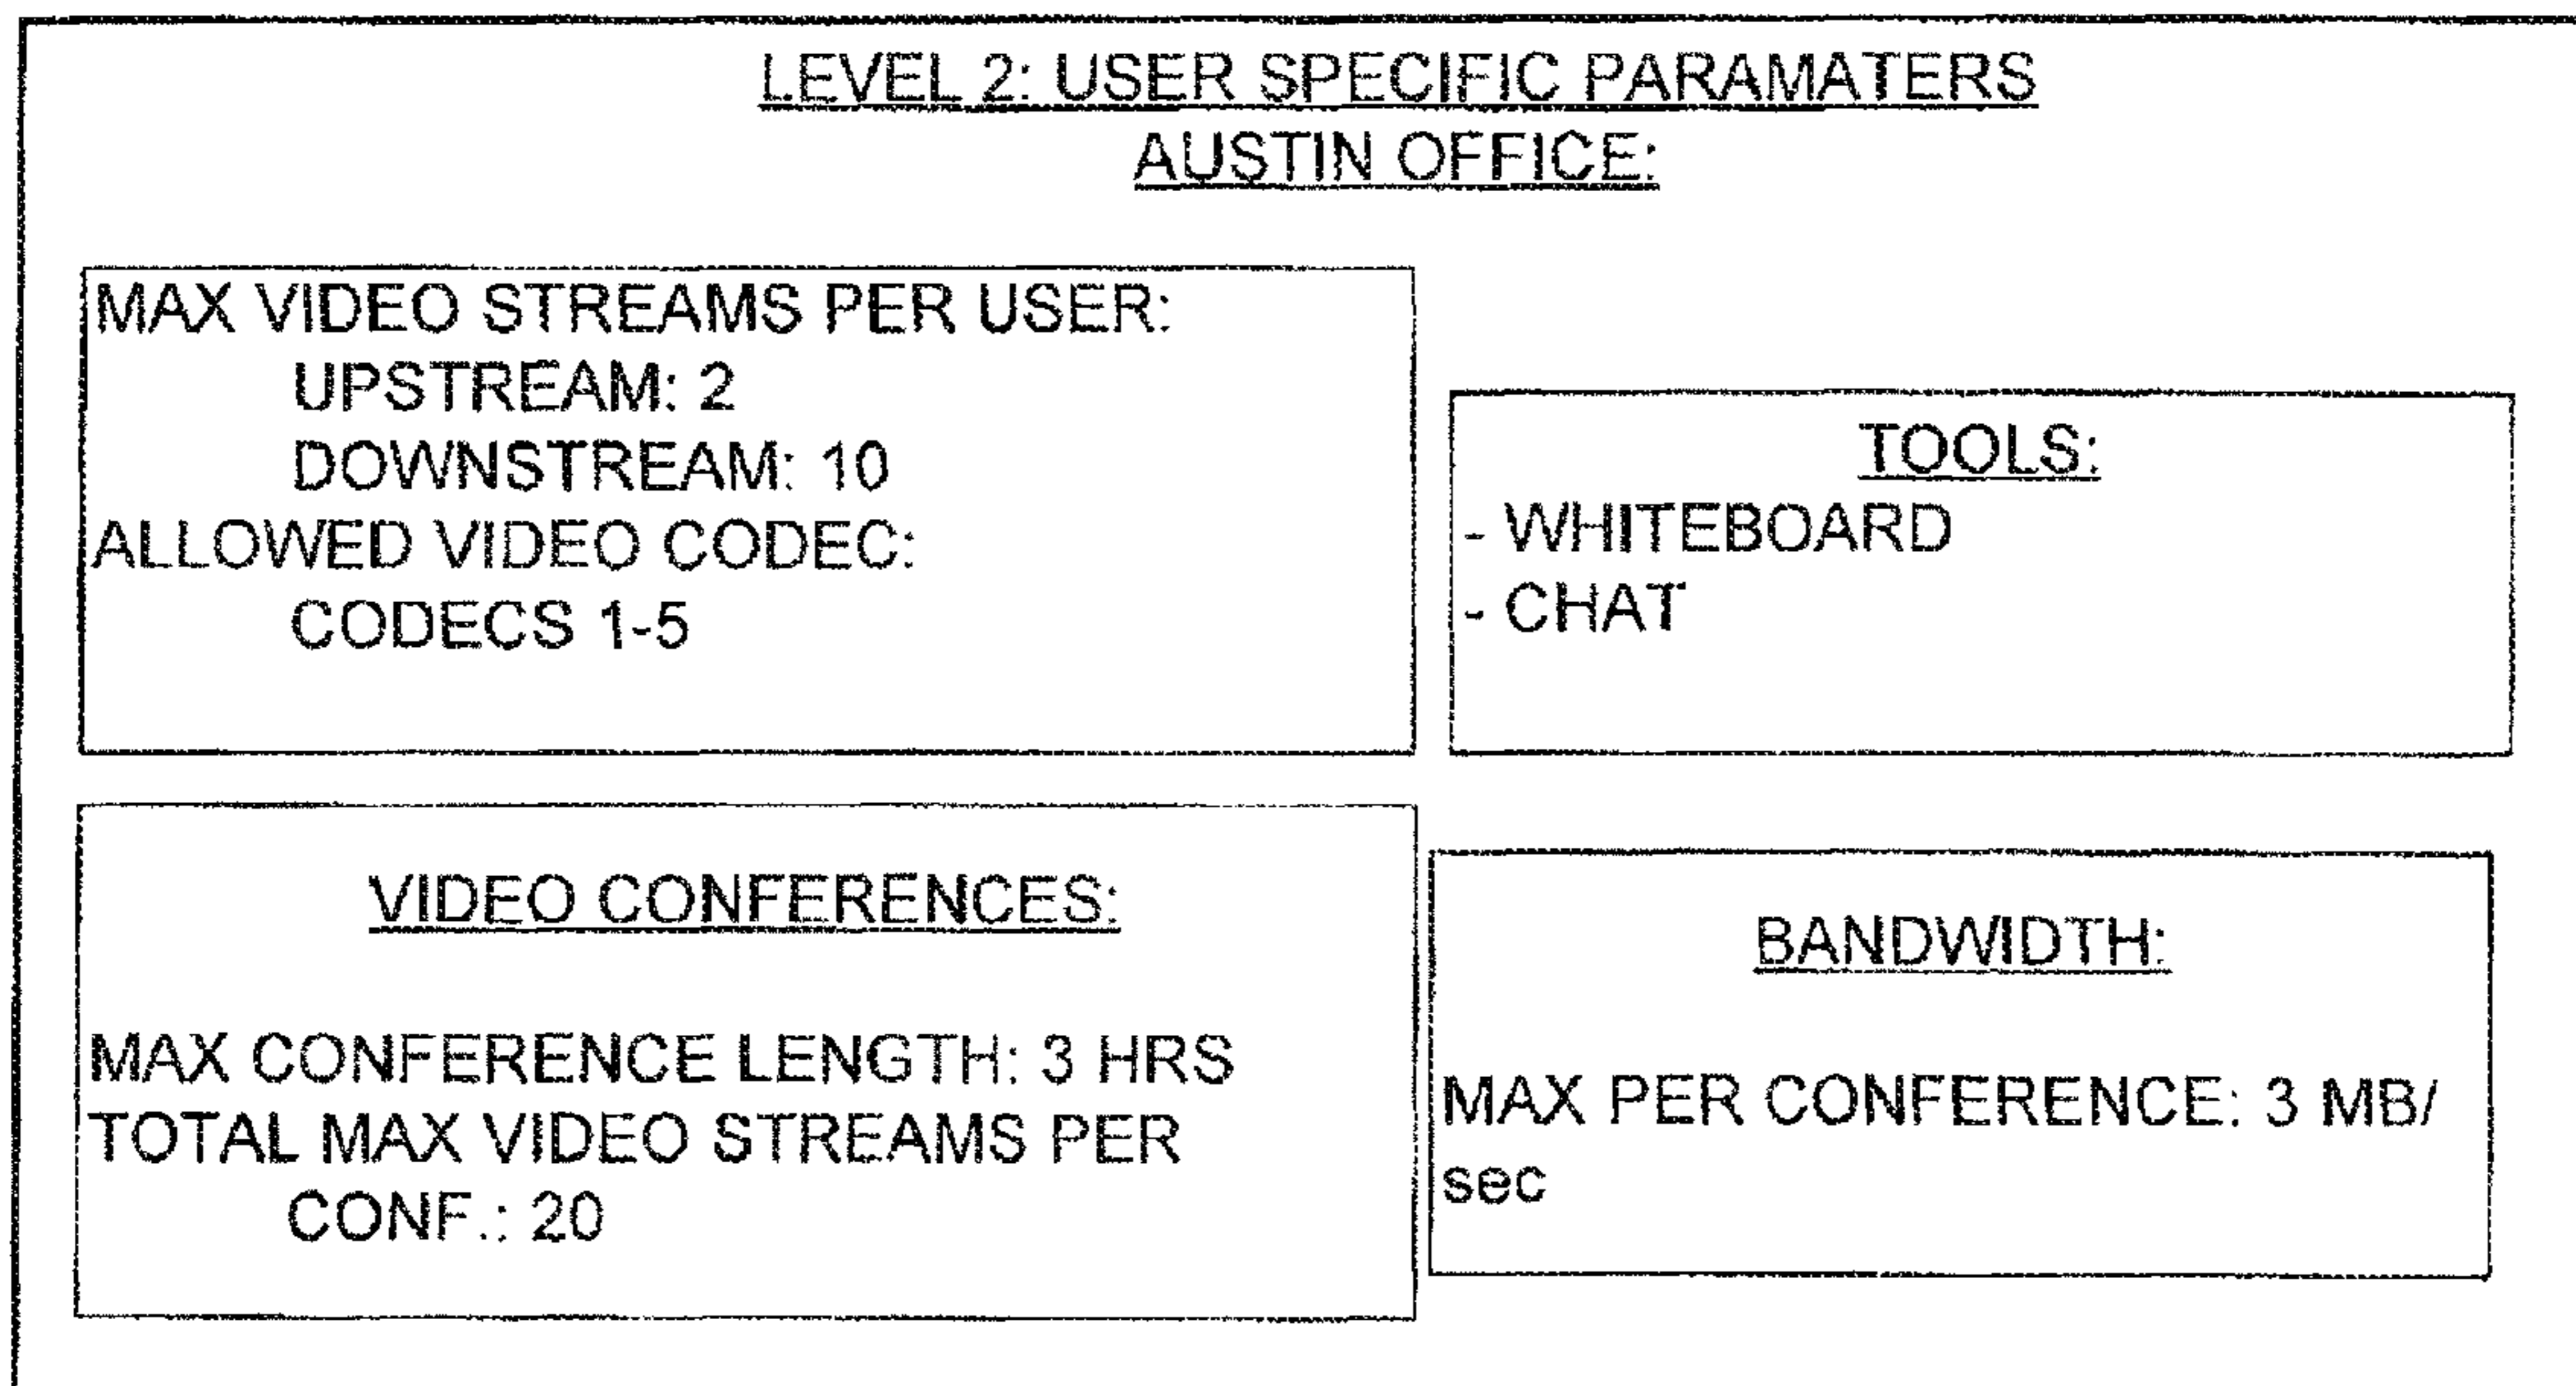 LEVEL 2: USER SPECIFIC PARAMATERS
AUSTIN OFFICE:
MAX VIDEO STREAMS PER USER:
UPSTREAM: 2
DOWNSTREAM: 10
ALLOWED VIDEO CODEC:
CODECS 1-5
TOOLS:
- WHITEBOARD
- CHAT
VIDEO CONFERENCES:
MAX CONFERENCE LENGTH: 3 HRS
TOTAL MAX VIDEO STREAMS PER
CONF.: 20
BANDWIDTH:
MAX PER CONFERENCE: 3 MB/
sec